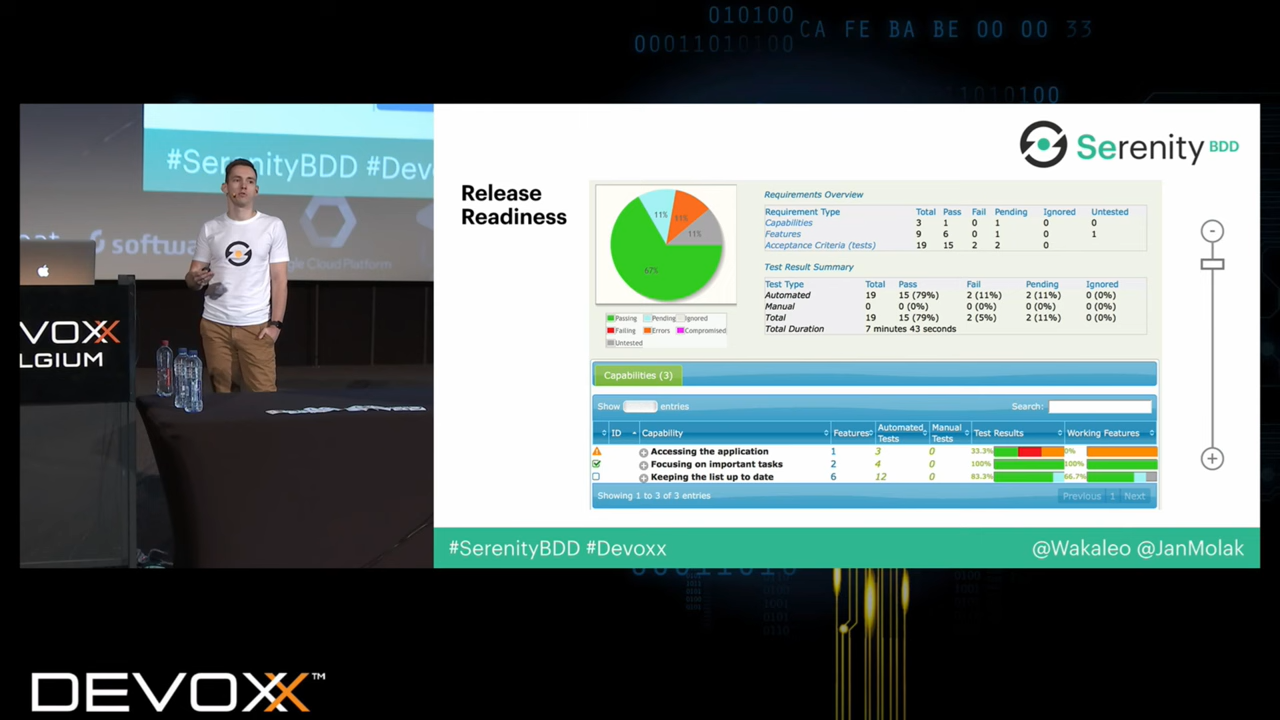 010100
00011010100
CA FE BA BE 00 00 33
11010100
#SerenityBDD #Dev
softwa
gle Cloud Platform
VOXX
LGIUM
Release
Readiness
Serenity BDD
11%
11%
11%
67%
Passing Pending Ignored
Failing Errors Compromised
Untested
Requirements Overview
Requirement Type Total Pass Fail Pending Ignored Untested
Capabilities 3 1 0 1 0 0
Features 9 6 0 1 0 1
Acceptance Criteria (tests) 19 15 2 2 0
Test Result Summary
Test Type Total Pass Fail Pending Ignored
Automated 19 15 (79%) 2 (11%) 2 (11%) 0 (0%)
Manual 0 0 (0%) 0 (0%) 0 (0%) 0 (0%)
Total 19 15 (79%) 2 (5%) 2 (11%) 0 (0%)
Total Duration 7 minutes 43 seconds
Capabilities (3)
Show entries Search:
ID Capability Features Automated Tests Manual Tests Test Results Working Features
Accessing the application 1 3 0 33.3% 0%
Focusing on important tasks 2 4 0 100% 100%
Keeping the list up to date 6 12 0 83.3% 66.7%
Showing 1 to 3 of 3 entries Previous 1 Next
-
+
#SerenityBDD #Devoxx @Wakaleo @JanMolak
DEVOXX™